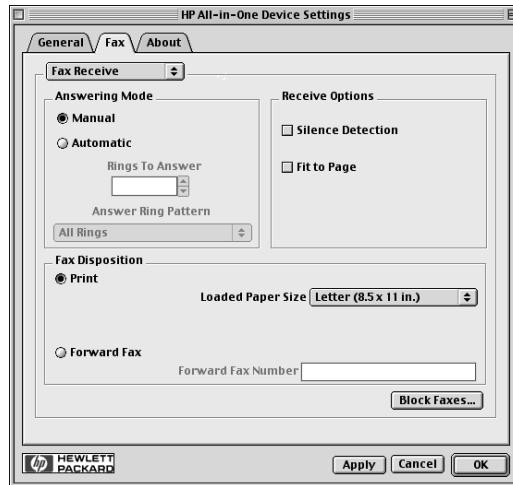 HP All-in-One Device Settings
General Fax About
Fax Receive
Answering Mode
Manual
Automatic
Rings To Answer
Answer Ring Pattern
All Rings
Receive Options
Silence Detection
Fit to Page
Fax Disposition
Print
Loaded Paper Size Letter (8.5 x 11 in.)
Forward Fax
Forward Fax Number
Block Faxes...
hp HEWLETT
PACKARD
Apply Cancel OK